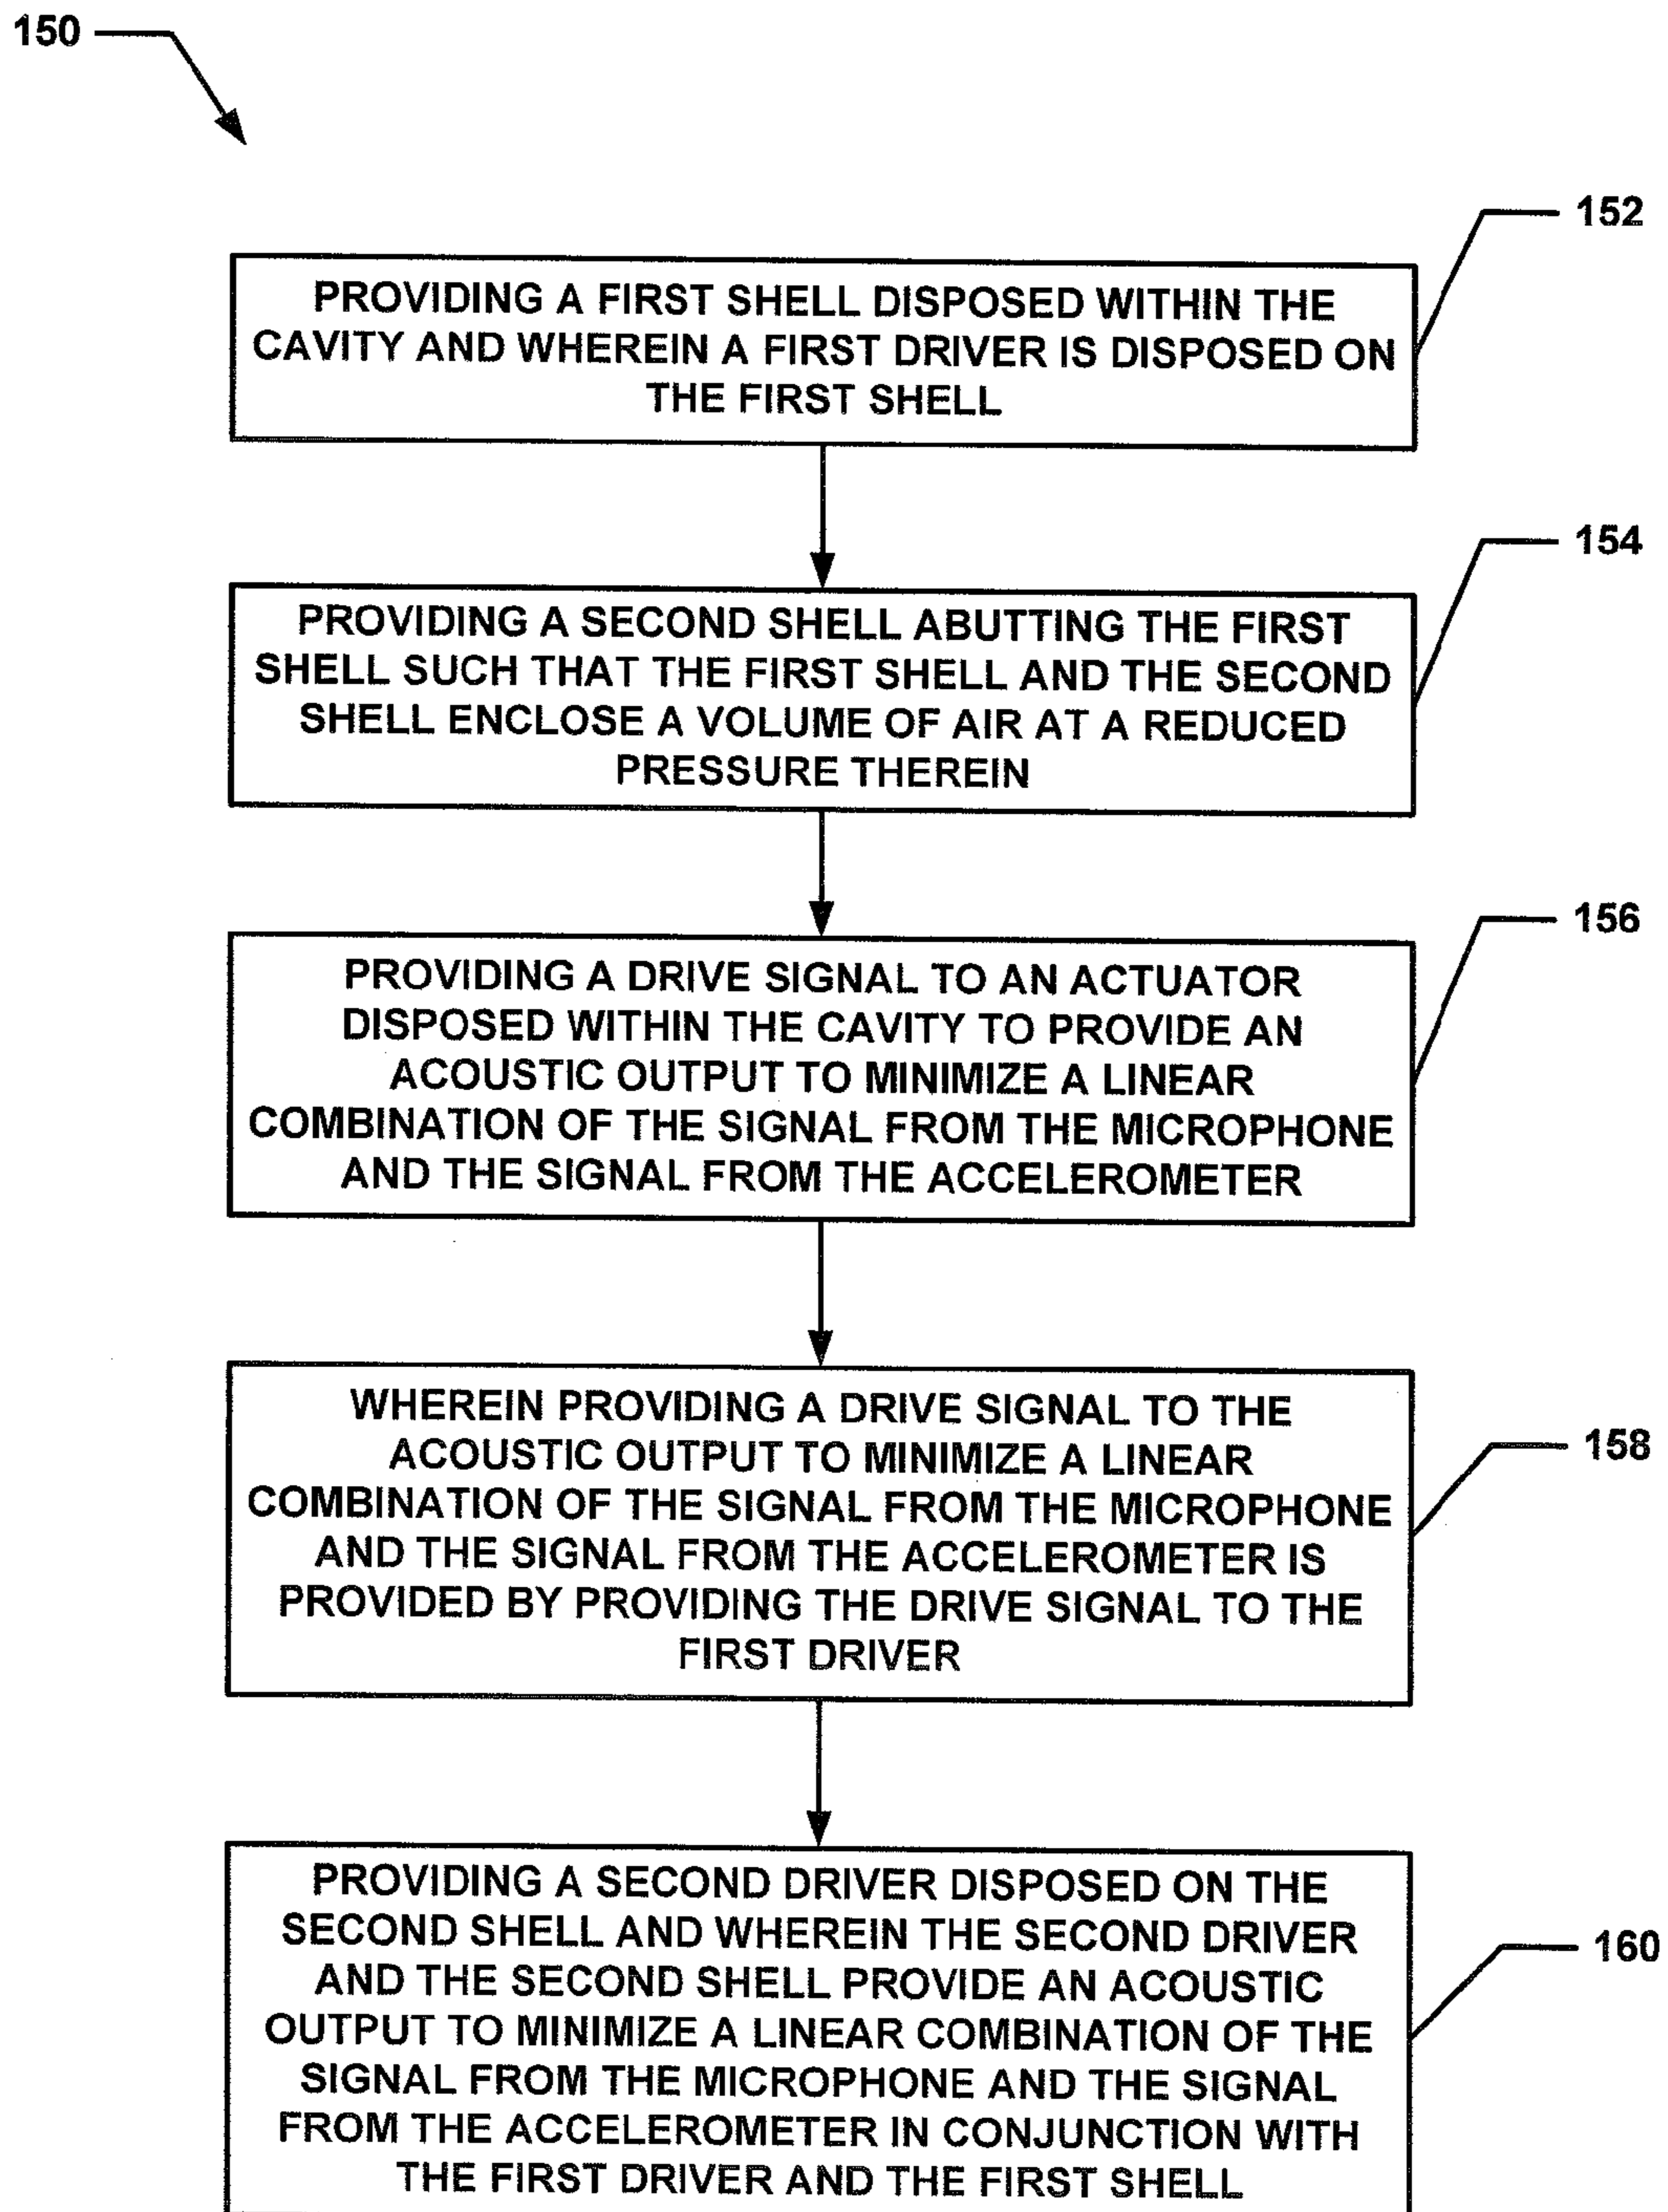 150
152
PROVIDING A FIRST SHELL DISPOSED WITHIN THE
CAVITY AND WHEREIN A FIRST DRIVER IS DISPOSED ON
THE FIRST SHELL
154
PROVIDING A SECOND SHELL ABUTTING THE FIRST
SHELL SUCH THAT THE FIRST SHELL AND THE SECOND
SHELL ENCLOSE A VOLUME OF AIR AT A REDUCED
PRESSURE THEREIN
156
PROVIDING A DRIVE SIGNAL TO AN ACTUATOR
DISPOSED WITHIN THE CAVITY TO PROVIDE AN
ACOUSTIC OUTPUT TO MINIMIZE A LINEAR
COMBINATION OF THE SIGNAL FROM THE MICROPHONE
AND THE SIGNAL FROM THE ACCELEROMETER
158
WHEREIN PROVIDING A DRIVE SIGNAL TO THE
ACOUSTIC OUTPUT TO MINIMIZE A LINEAR
COMBINATION OF THE SIGNAL FROM THE MICROPHONE
AND THE SIGNAL FROM THE ACCELEROMETER IS
PROVIDED BY PROVIDING THE DRIVE SIGNAL TO THE
FIRST DRIVER
160
PROVIDING A SECOND DRIVER DISPOSED ON THE
SECOND SHELL AND WHEREIN THE SECOND DRIVER
AND THE SECOND SHELL PROVIDE AN ACOUSTIC
OUTPUT TO MINIMIZE A LINEAR COMBINATION OF THE
SIGNAL FROM THE MICROPHONE AND THE SIGNAL
FROM THE ACCELEROMETER IN CONJUNCTION WITH
THE FIRST DRIVER AND THE FIRST SHELL